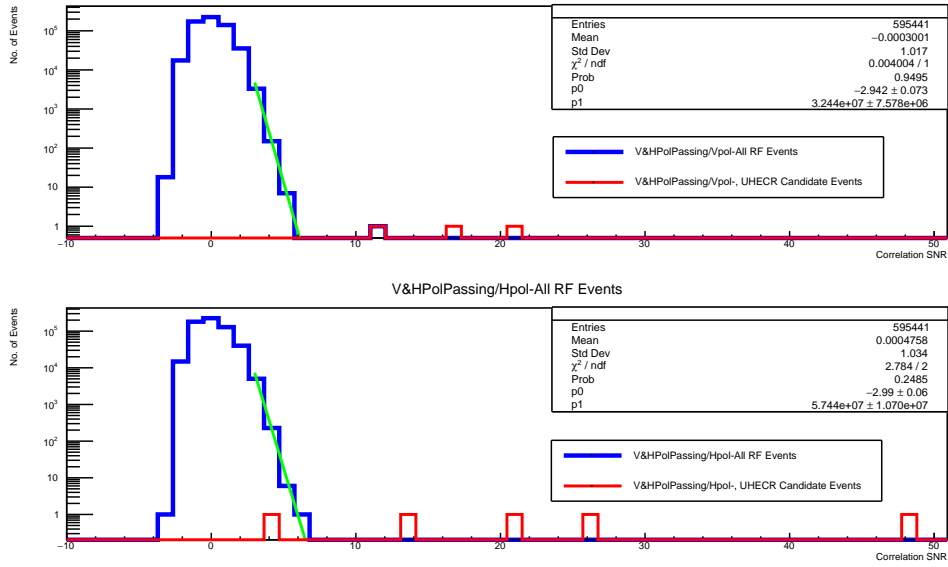 No. of Events
10⁵
10⁴
10³
10²
10
1
−10 0 10 20 30 40 50
Correlation SNR
Entries 595441
Mean −0.0003001
Std Dev 1.017
χ² / ndf 0.004004 / 1
Prob 0.9495
p0 −2.942 ± 0.073
p1 3.244e+07 ± 7.578e+06
V&HPolPassing/Vpol-All RF Events
V&HPolPassing/Vpol-, UHECR Candidate Events
V&HPolPassing/Hpol-All RF Events
No. of Events
10⁵
10⁴
10³
10²
10
1
−10 0 10 20 30 40 50
Correlation SNR
Entries 595441
Mean 0.0004758
Std Dev 1.034
χ² / ndf 2.784 / 2
Prob 0.2485
p0 −2.99 ± 0.06
p1 5.744e+07 ± 1.070e+07
V&HPolPassing/Hpol-All RF Events
V&HPolPassing/Hpol-, UHECR Candidate Events